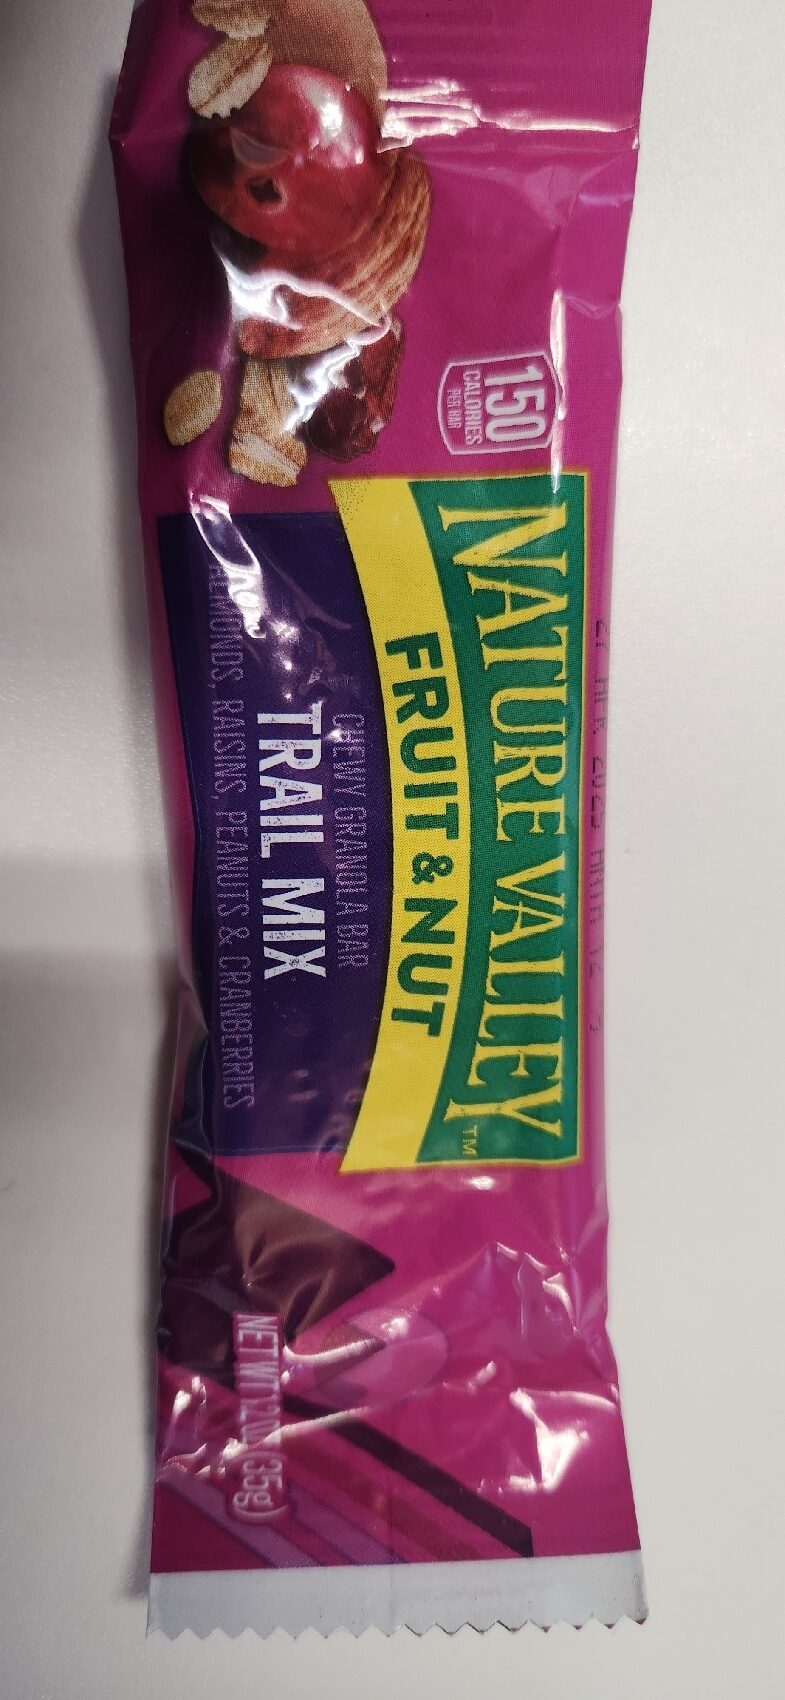 150
CALORIES
PER BAR
NATURE VALLEY™
FRUIT & NUT
CHEWY GRANOLA BAR
TRAIL MIX
ALMONDS, RAISINS, PEANUTS & CRANBERRIES
NET WT 1.2 OZ (35g)